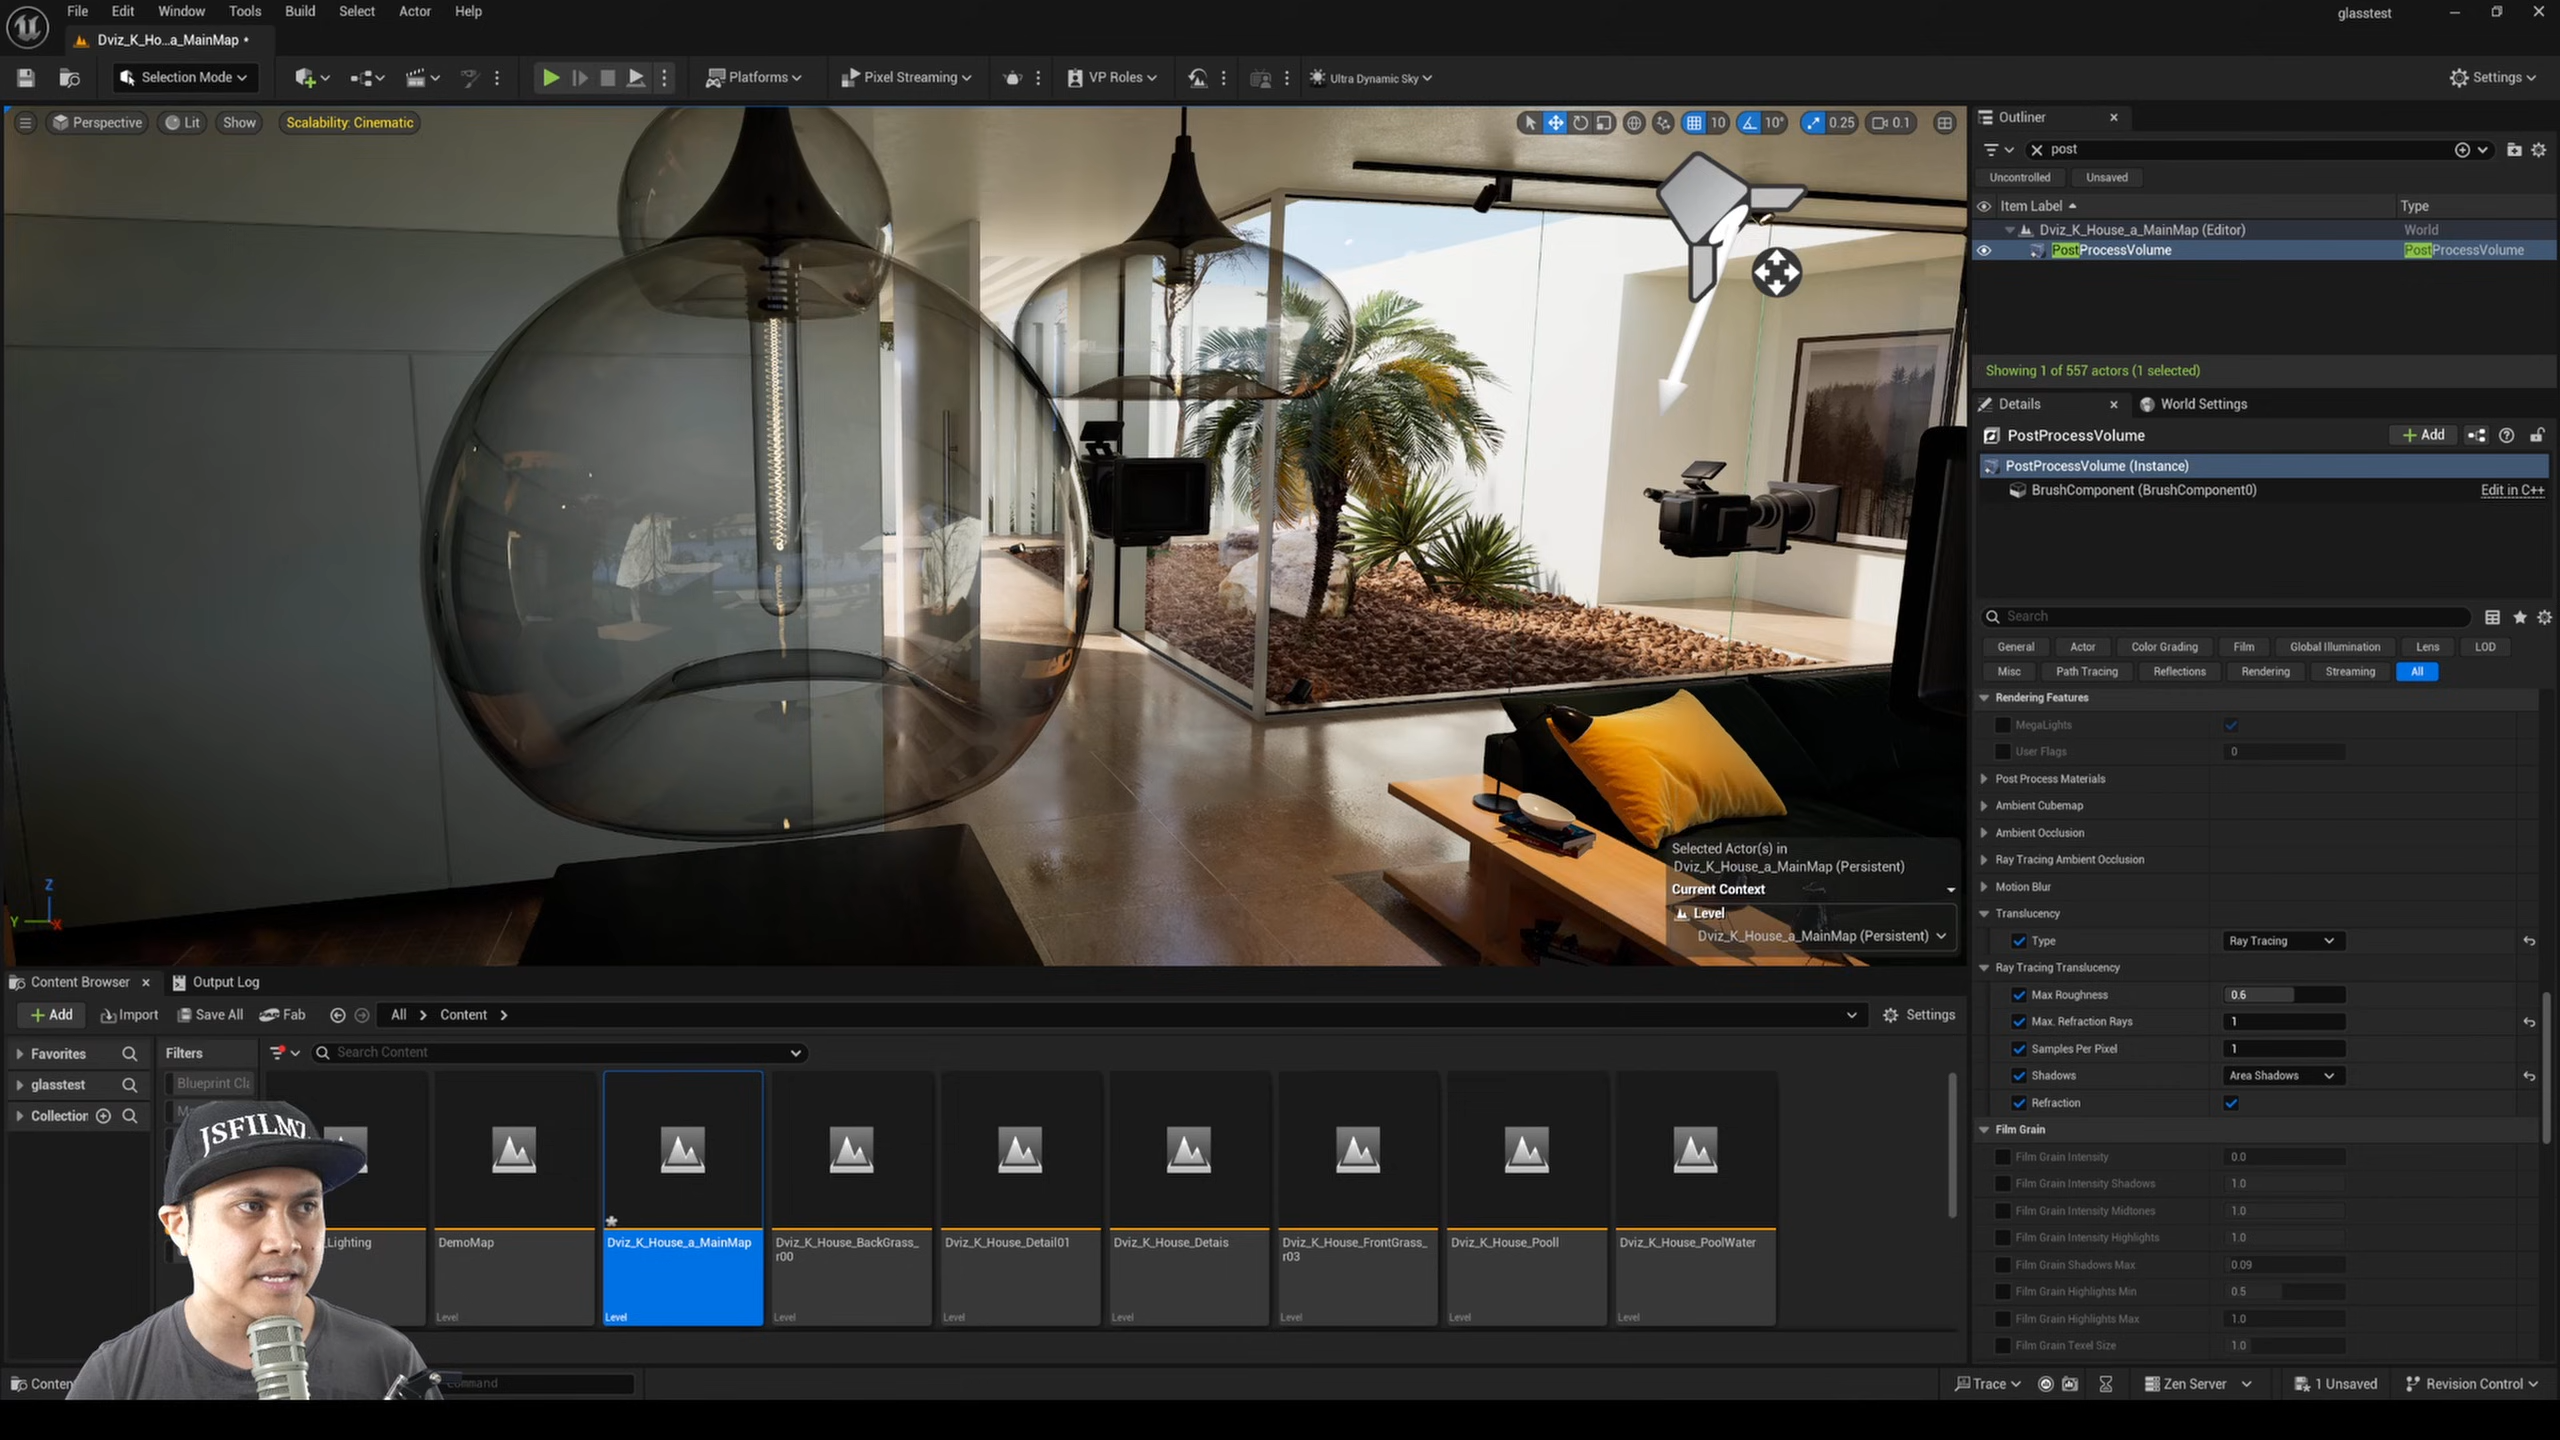 File Edit Window Tools Build Select Actor Help
glasstest
Dviz_K_Ho...a_MainMap •
Selection Mode
Platforms
Pixel Streaming
VP Roles
Ultra Dynamic Sky
Settings
Perspective
Lit
Show
Scalability: Cinematic
10
10°
0.25
0.1
Selected Actor(s) in
Dviz_K_House_a_MainMap (Persistent)
Current Context
Level
Dviz_K_House_a_MainMap (Persistent)
Z
Y
X
Outliner
post
Uncontrolled
Unsaved
Item Label
Type
Dviz_K_House_a_MainMap (Editor)
World
PostProcessVolume
PostProcessVolume
Showing 1 of 557 actors (1 selected)
Details
World Settings
PostProcessVolume
Add
PostProcessVolume (Instance)
BrushComponent (BrushComponent0)
Edit in C++
Search
General Actor Color Grading Film Global Illumination Lens LOD
Misc Path Tracing Reflections Rendering Streaming All
Rendering Features
MegaLights
User Flags 0
Post Process Materials
Ambient Cubemap
Ambient Occlusion
Ray Tracing Ambient Occlusion
Motion Blur
Translucency
Type Ray Tracing
Ray Tracing Translucency
Max Roughness 0.6
Max. Refraction Rays 1
Samples Per Pixel 1
Shadows Area Shadows
Refraction
Film Grain
Film Grain Intensity 0.0
Film Grain Intensity Shadows 1.0
Film Grain Intensity Midtones 1.0
Film Grain Intensity Highlights 1.0
Film Grain Shadows Max 0.09
Film Grain Highlights Min 0.5
Film Grain Highlights Max 1.0
Film Grain Texel Size 1.0
Content Browser
Output Log
Add
Import
Save All
Fab
All
Content
Settings
Favorites
glasstest
Filters
Search Content
Blueprint Cla
JSFILMZ
Lighting
DemoMap
Level
Dviz_K_House_a_MainMap
Level
Dviz_K_House_BackGrass_
r00
Level
Dviz_K_House_Detail01
Level
Dviz_K_House_Detais
Level
Dviz_K_House_FrontGrass_
r03
Level
Dviz_K_House_Pooll
Level
Dviz_K_House_PoolWater
Level
Trace
Zen Server
1 Unsaved
Revision Control